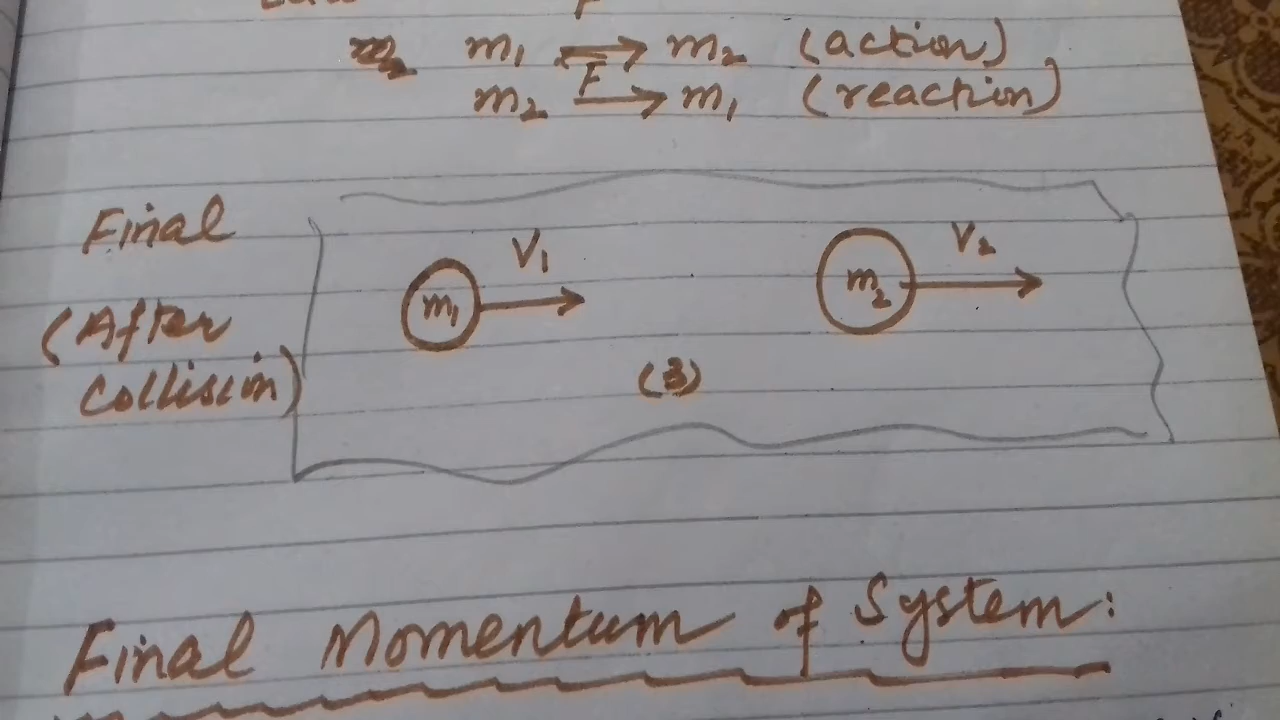 m₁ ⟶ m₂ (action)
F
m₂ ⟶ m₁ (reaction)
Final
(After
Collision)
V₁
V₂
m₁
m₂
(3)
Final Momentum of System: